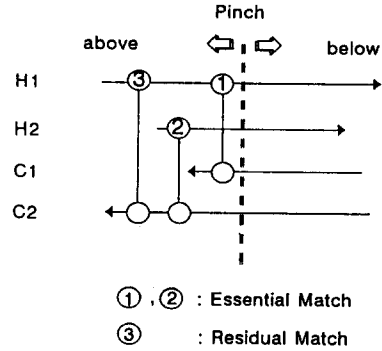 Pinch
above below
H1 ③ ①
H2 ②
C1
C2
① , ② : Essential Match
③ : Residual Match